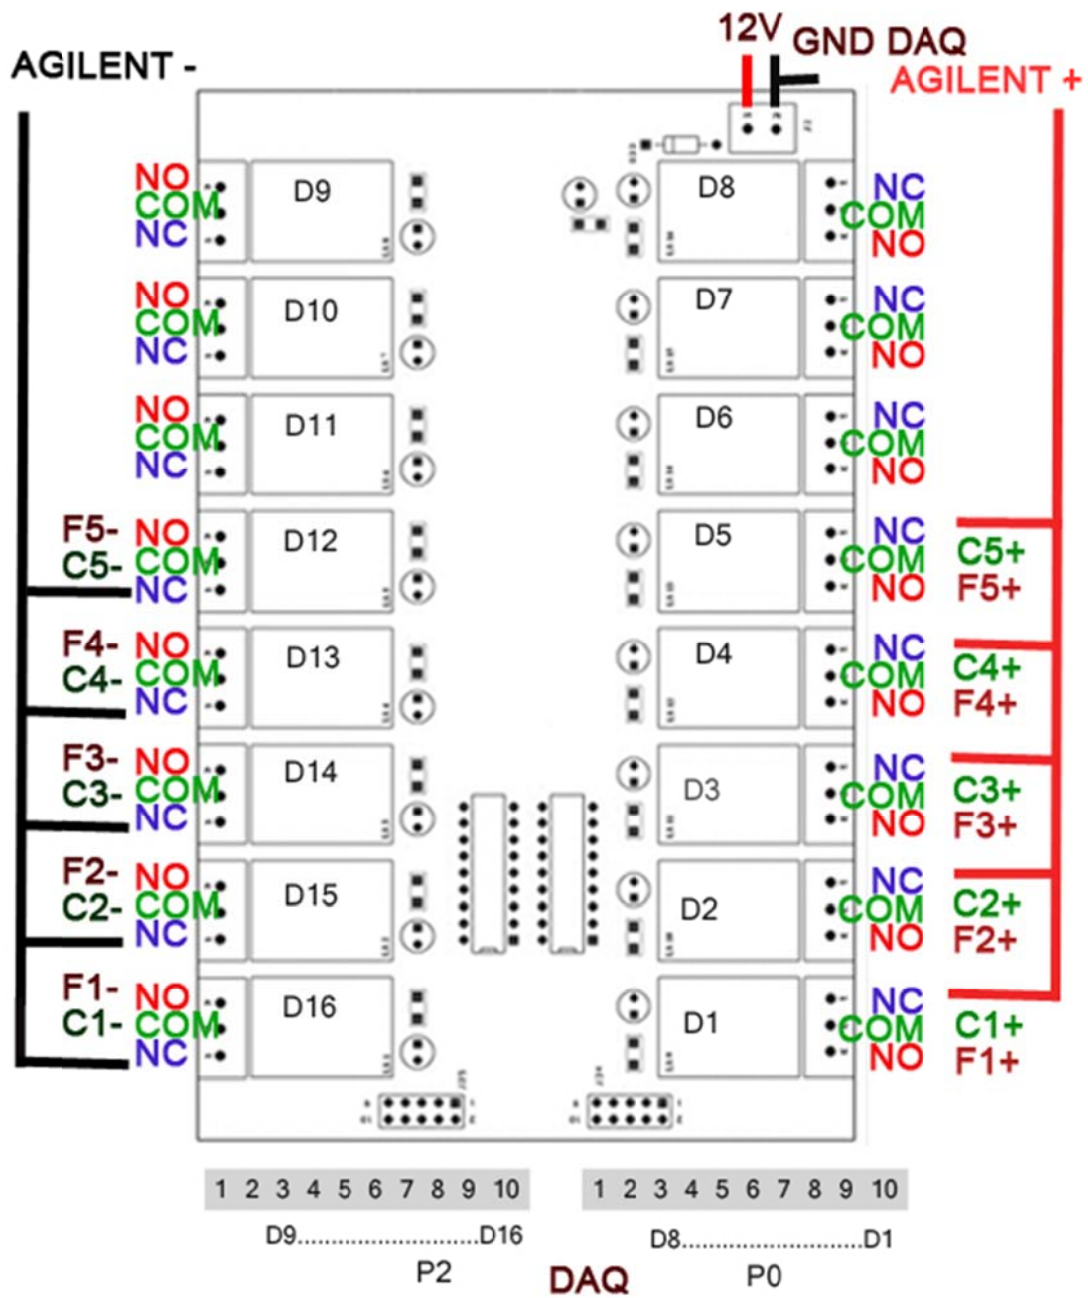 12V GND DAQ
AGILENT - AGILENT +
NO D9 D8 NC
COM COM
NC NO
NO D10 D7 NC
COM COM
NC NO
NO D11 D6 NC
COM COM
NC NO
F5- NO D12 D5 NC
C5- COM COM C5+
NC NO F5+
F4- NO D13 D4 NC
C4- COM COM C4+
NC NO F4+
F3- NO D14 D3 NC
C3- COM COM C3+
NC NO F3+
F2- NO D15 D2 NC
C2- COM COM C2+
NC NO F2+
F1- NO D16 D1 NC
C1- COM COM C1+
NC NO F1+
1 2 3 4 5 6 7 8 9 10 1 2 3 4 5 6 7 8 9 10
D9.............................D16 D8.............................D1
P2 DAQ P0